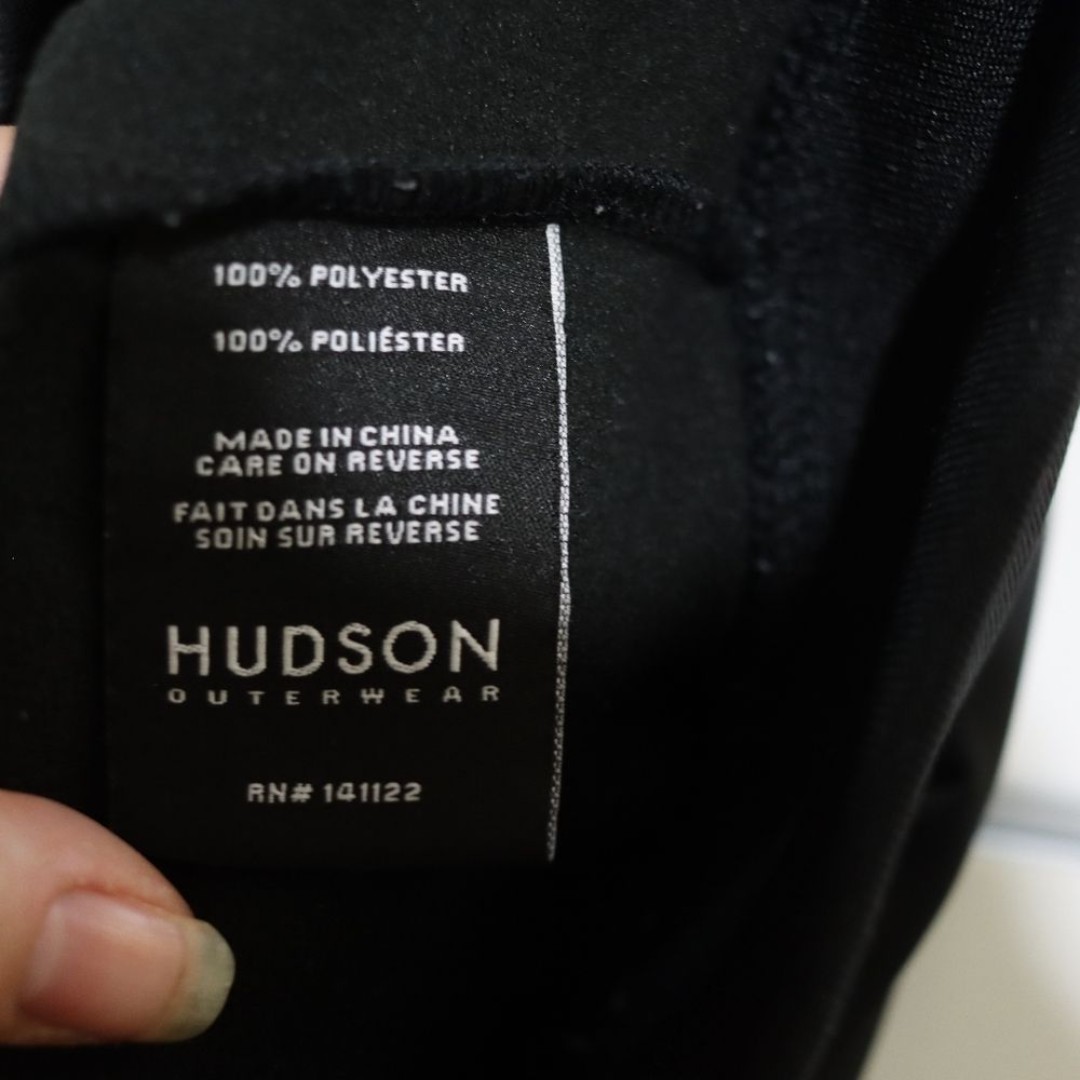 100% POLYESTER
100% POLIÉSTER
MADE IN CHINA
CARE ON REVERSE
FAIT DANS LA CHINE
SOIN SUR REVERSE
HUDSON
OUTERWEAR
RN# 141122